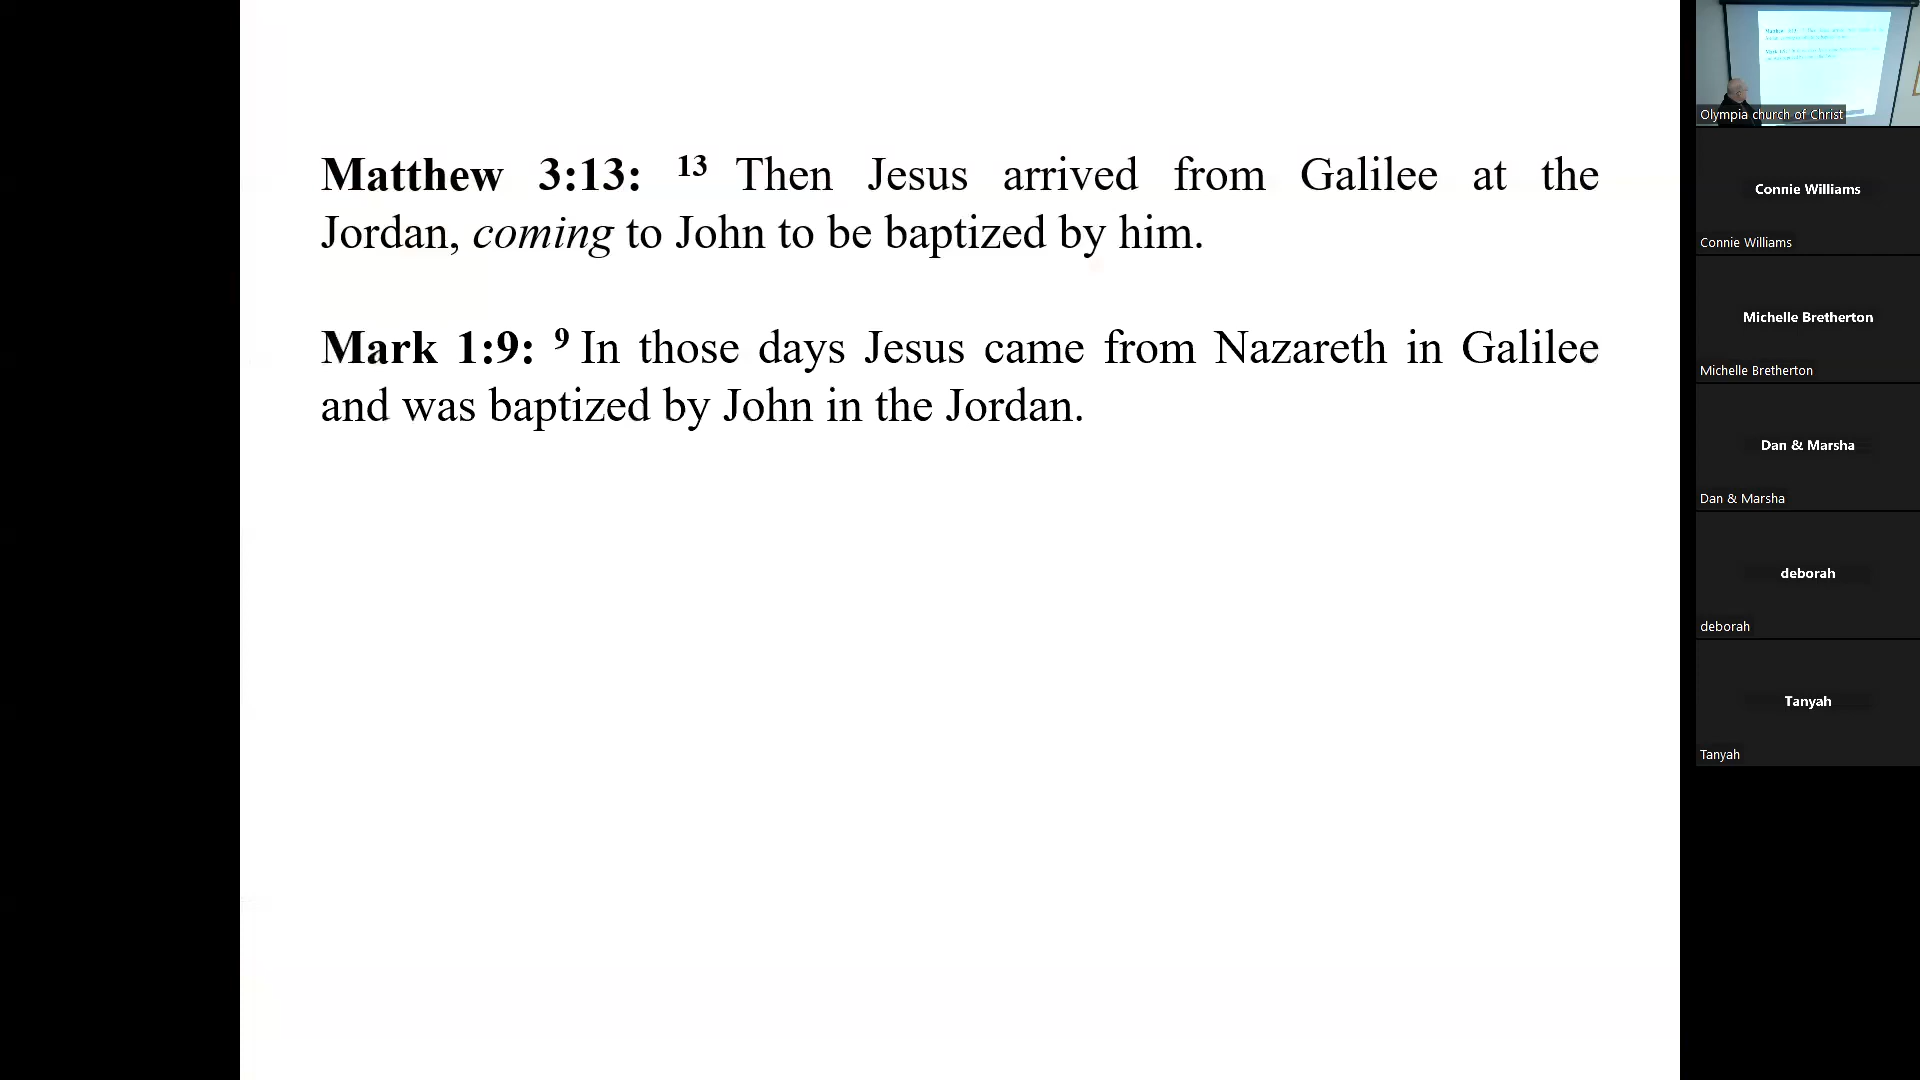 Matthew 3:13: 13 Then Jesus arrived from Galilee at the
Jordan, coming to John to be baptized by him.
Mark 1:9: 9 In those days Jesus came from Nazareth in Galilee
and was baptized by John in the Jordan.
Olympia church of Christ
Connie Williams
Connie Williams
Michelle Bretherton
Michelle Bretherton
Dan & Marsha
Dan & Marsha
deborah
deborah
Tanyah
Tanyah